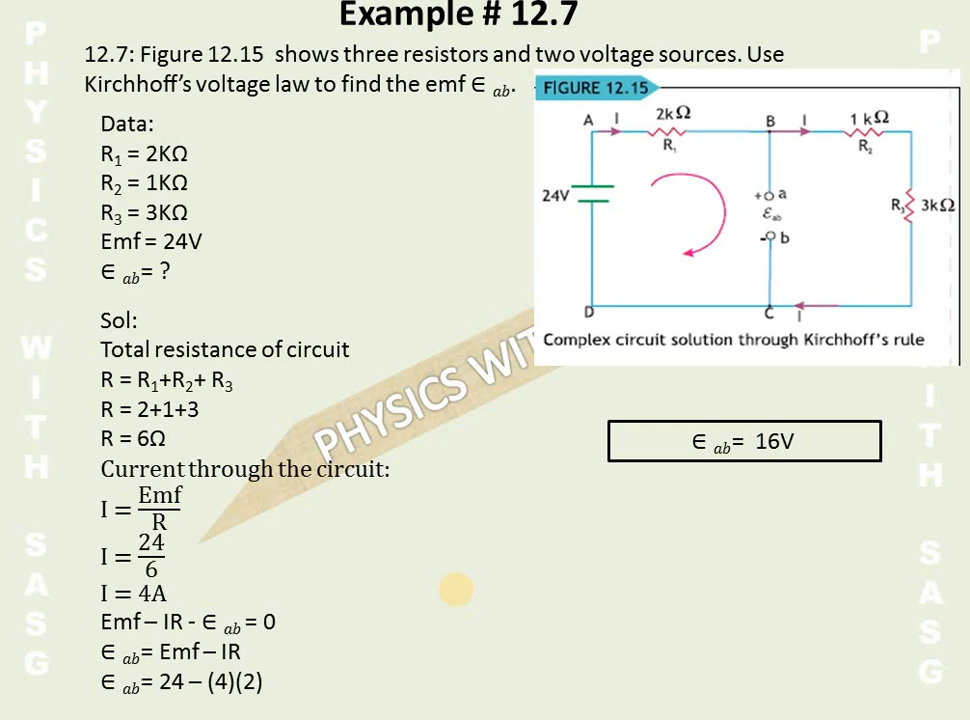 Example # 12.7
12.7: Figure 12.15 shows three resistors and two voltage sources. Use
Kirchhoff's voltage law to find the emf ∈ ab.
Data:
R1 = 2KΩ
R2 = 1KΩ
R3 = 3KΩ
Emf = 24V
∈ ab= ?
Sol:
Total resistance of circuit
R = R1+R2+ R3
R = 2+1+3
R = 6Ω
Current through the circuit:
I = Emf/R
I = 24/6
I = 4A
Emf – IR - ∈ ab = 0
∈ ab= Emf – IR
∈ ab= 24 – (4)(2)
FIGURE 12.15
A I 2kΩ B I 1 kΩ
R1 R2
24V
+ a
εab
- b
R3 3kΩ
D C I
Complex circuit solution through Kirchhoff's rule
∈ ab= 16V
PHYSICS WIT
PHYSICS WITH SASG
P
WITH SASG